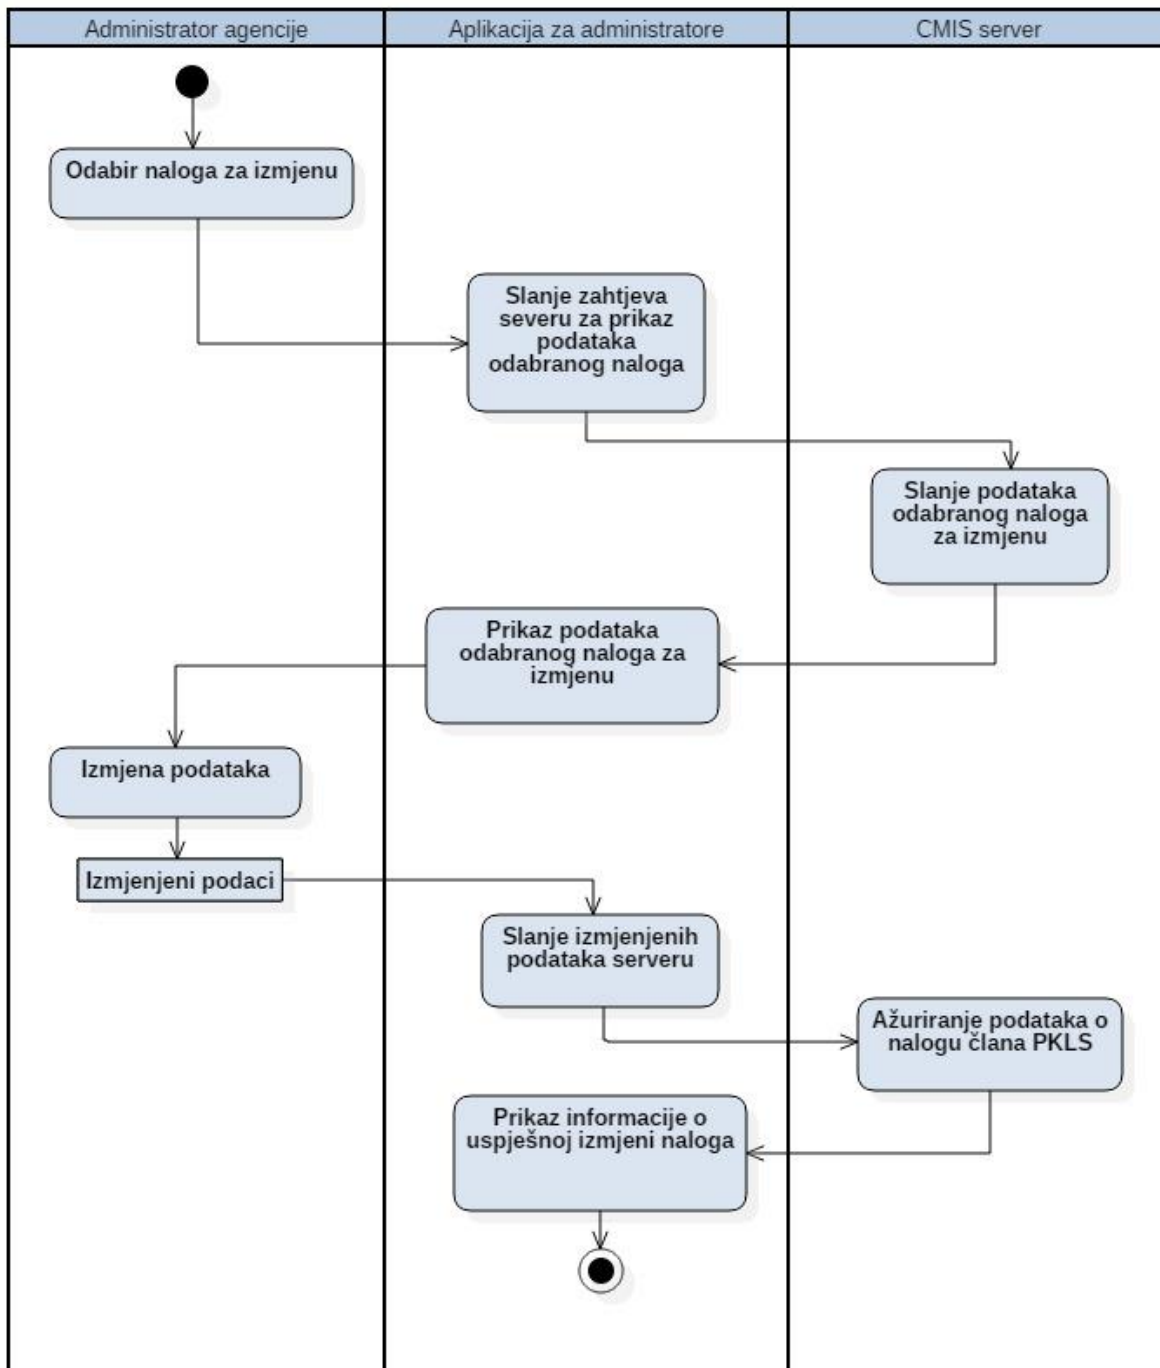 Administrator agencije
Aplikacija za administratore
CMIS server
Odabir naloga za izmjenu
Slanje zahtjeva
severu za prikaz
podataka
odabranog naloga
Slanje podataka
odabranog naloga
za izmjenu
Prikaz podataka
odabranog naloga za
izmjenu
Izmjena podataka
Izmjenjeni podaci
Slanje izmjenjenih
podataka serveru
Ažuriranje podataka o
nalogu člana PKLS
Prikaz informacije o
uspješnoj izmjeni naloga